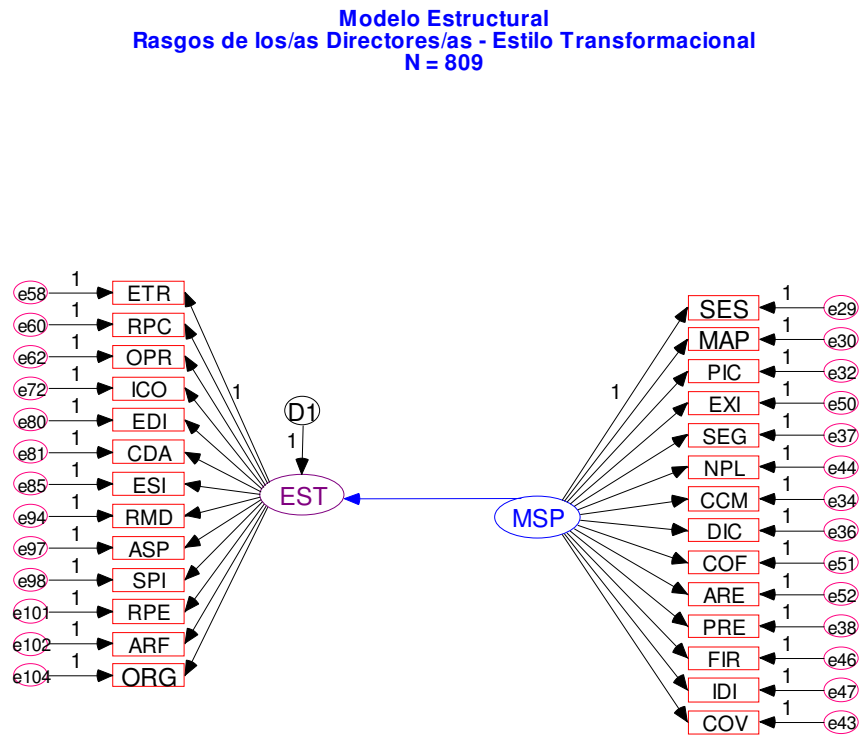 Modelo Estructural
Rasgos de los/as Directores/as - Estilo Transformacional
N = 809
e58 1 ETR
e60 1 RPC
e62 1 OPR
e72 1 ICO
e80 1 EDI
e81 1 CDA
e85 1 ESI
e94 1 RMD
e97 1 ASP
e98 1 SPI
e101 1 RPE
e102 1 ARF
e104 1 ORG
1
D1
1
EST
MSP
1
SES 1 e29
MAP 1 e30
PIC 1 e32
EXI 1 e50
SEG 1 e37
NPL 1 e44
CCM 1 e34
DIC 1 e36
COF 1 e51
ARE 1 e52
PRE 1 e38
FIR 1 e46
IDI 1 e47
COV 1 e43